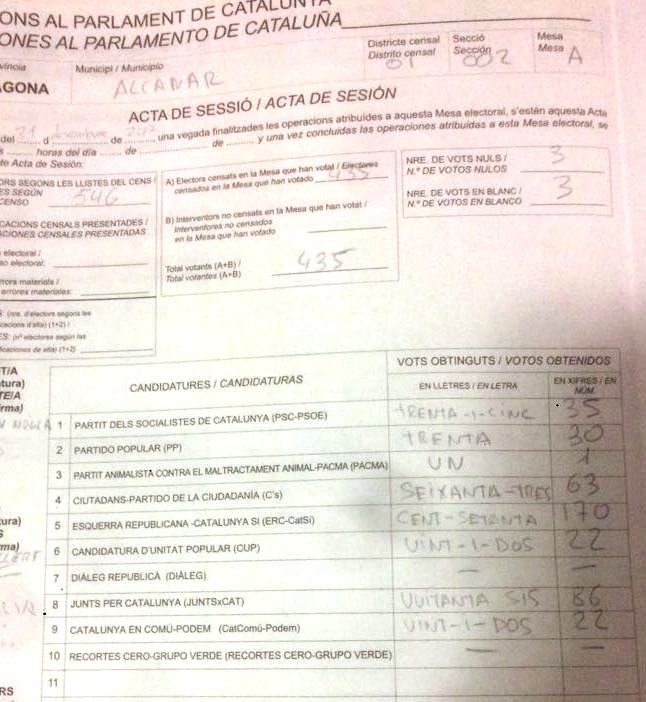 ONS AL PARLAMENT DE CATALUNYA
ONES AL PARLAMENTO DE CATALUÑA
víncia
AGONA
Municipi / Municipio
ALCANAR
Districte censal
Distrito censal
01
Secció
Sección
002
Mesa
Mesa A
ACTA DE SESSIÓ / ACTA DE SESIÓN
del 21 d desembre de 2017, una vegada finalitzades les operacions atribuïdes a aquesta Mesa electoral, s'estén aquesta Acta
horas del día ....... de ....... de ......., y una vez concluidas las operaciones atribuidas a esta Mesa electoral, se
te Acta de Sesión:
ORS SEGONS LES LLISTES DEL CENS /
ES SEGÚN
CENSO 546
CACIONS CENSALS PRESENTADES /
ACIONES CENSALES PRESENTADAS
electoral /
so electoral:
rrors materials /
errores materiales:
S: (nre. d'electors segons les
icacions d'alta) (1+2) /
ES: (nº electores según las
ificaciones de alta) (1+2)
A) Electors censats en la Mesa que han votat / Electores
censados en la Mesa que han votado 435
B) Interventors no censats en la Mesa que han votat /
Interventores no censados
en la Mesa que han votado
Total votants (A+B) /
Total votantes (A+B) 435
NRE. DE VOTS NULS /
N.º DE VOTOS NULOS 3
NRE. DE VOTS EN BLANC /
N.º DE VOTOS EN BLANCO 3
T/A
tura)
TE/A
rma)
CANDIDATURES / CANDIDATURAS
VOTS OBTINGUTS / VOTOS OBTENIDOS
EN LLETRES / EN LETRA
EN XIFRES / EN NÚM.
1 PARTIT DELS SOCIALISTES DE CATALUNYA (PSC-PSOE) TRENTA-I-CINC 35
2 PARTIDO POPULAR (PP) TRENTA 30
3 PARTIT ANIMALISTA CONTRA EL MALTRACTAMENT ANIMAL-PACMA (PACMA) UN 1
4 CIUTADANS-PARTIDO DE LA CIUDADANÍA (C's) SEIXANTA-TRES 63
5 ESQUERRA REPUBLICANA -CATALUNYA SÍ (ERC-CatSí) CENT-SETANTA 170
6 CANDIDATURA D'UNITAT POPULAR (CUP) VINT-I-DOS 22
7 DIÀLEG REPUBLICÀ (DIÀLEG) — —
8 JUNTS PER CATALUNYA (JUNTSxCAT) VUITANTA SIS 86
9 CATALUNYA EN COMÚ-PODEM (CatComú-Podem) VINT-I-DOS 22
10 RECORTES CERO-GRUPO VERDE (RECORTES CERO-GRUPO VERDE) — —
11
tura)
S
ma)
RS